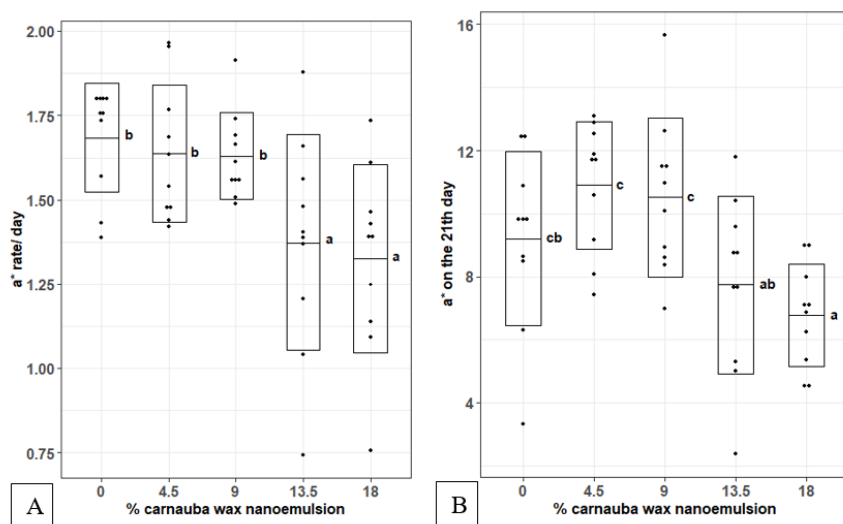 2.00
1.75
1.50
1.25
1.00
0.75
a* rate/ day
b
b
b
a
a
0
4.5
9
13.5
18
% carnauba wax nanoemulsion
A
16
12
8
4
a* on the 21th day
cb
c
c
ab
a
0
4.5
9
13.5
18
% carnauba wax nanoemulsion
B